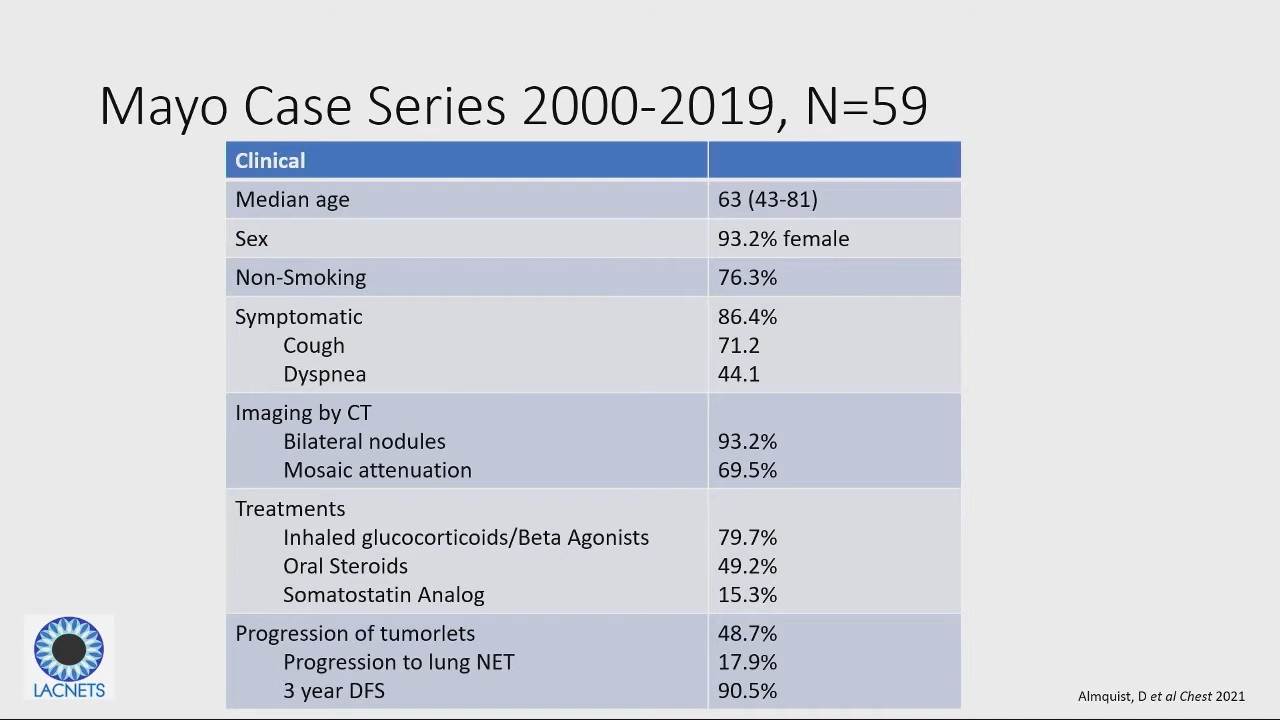 Mayo Case Series 2000-2019, N=59
Clinical
Median age 63 (43-81)
Sex 93.2% female
Non-Smoking 76.3%
Symptomatic 86.4%
Cough 71.2
Dyspnea 44.1
Imaging by CT
Bilateral nodules 93.2%
Mosaic attenuation 69.5%
Treatments
Inhaled glucocorticoids/Beta Agonists 79.7%
Oral Steroids 49.2%
Somatostatin Analog 15.3%
Progression of tumorlets 48.7%
Progression to lung NET 17.9%
3 year DFS 90.5%
LACNETS
Almquist, D et al Chest 2021